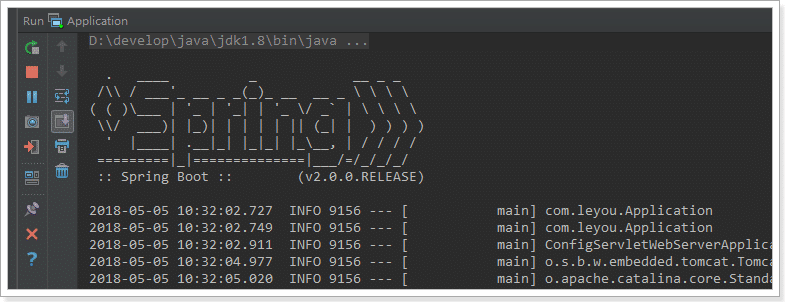 Run Application
D:\develop\java\jdk1.8\bin\java ...
  .   ____          _            __ _ _
 /\\ / ___'_ __ _ _(_)_ __  __ _ \ \ \ \
( ( )\___ | '_ | '_| | '_ \/ _` | \ \ \ \
 \\/  ___)| |_)| | | | | || (_| |  ) ) ) )
  '  |____| .__|_| |_|_| |_\__, | / / / /
 =========|_|==============|___/=/_/_/_/
 :: Spring Boot ::        (v2.0.0.RELEASE)
2018-05-05 10:32:02.727  INFO 9156 --- [           main] com.leyou.Application
2018-05-05 10:32:02.749  INFO 9156 --- [           main] com.leyou.Application
2018-05-05 10:32:02.911  INFO 9156 --- [           main] ConfigServletWebServerApplica
2018-05-05 10:32:04.977  INFO 9156 --- [           main] o.s.b.w.embedded.tomcat.Tomca
2018-05-05 10:32:05.020  INFO 9156 --- [           main] o.apache.catalina.core.Standa